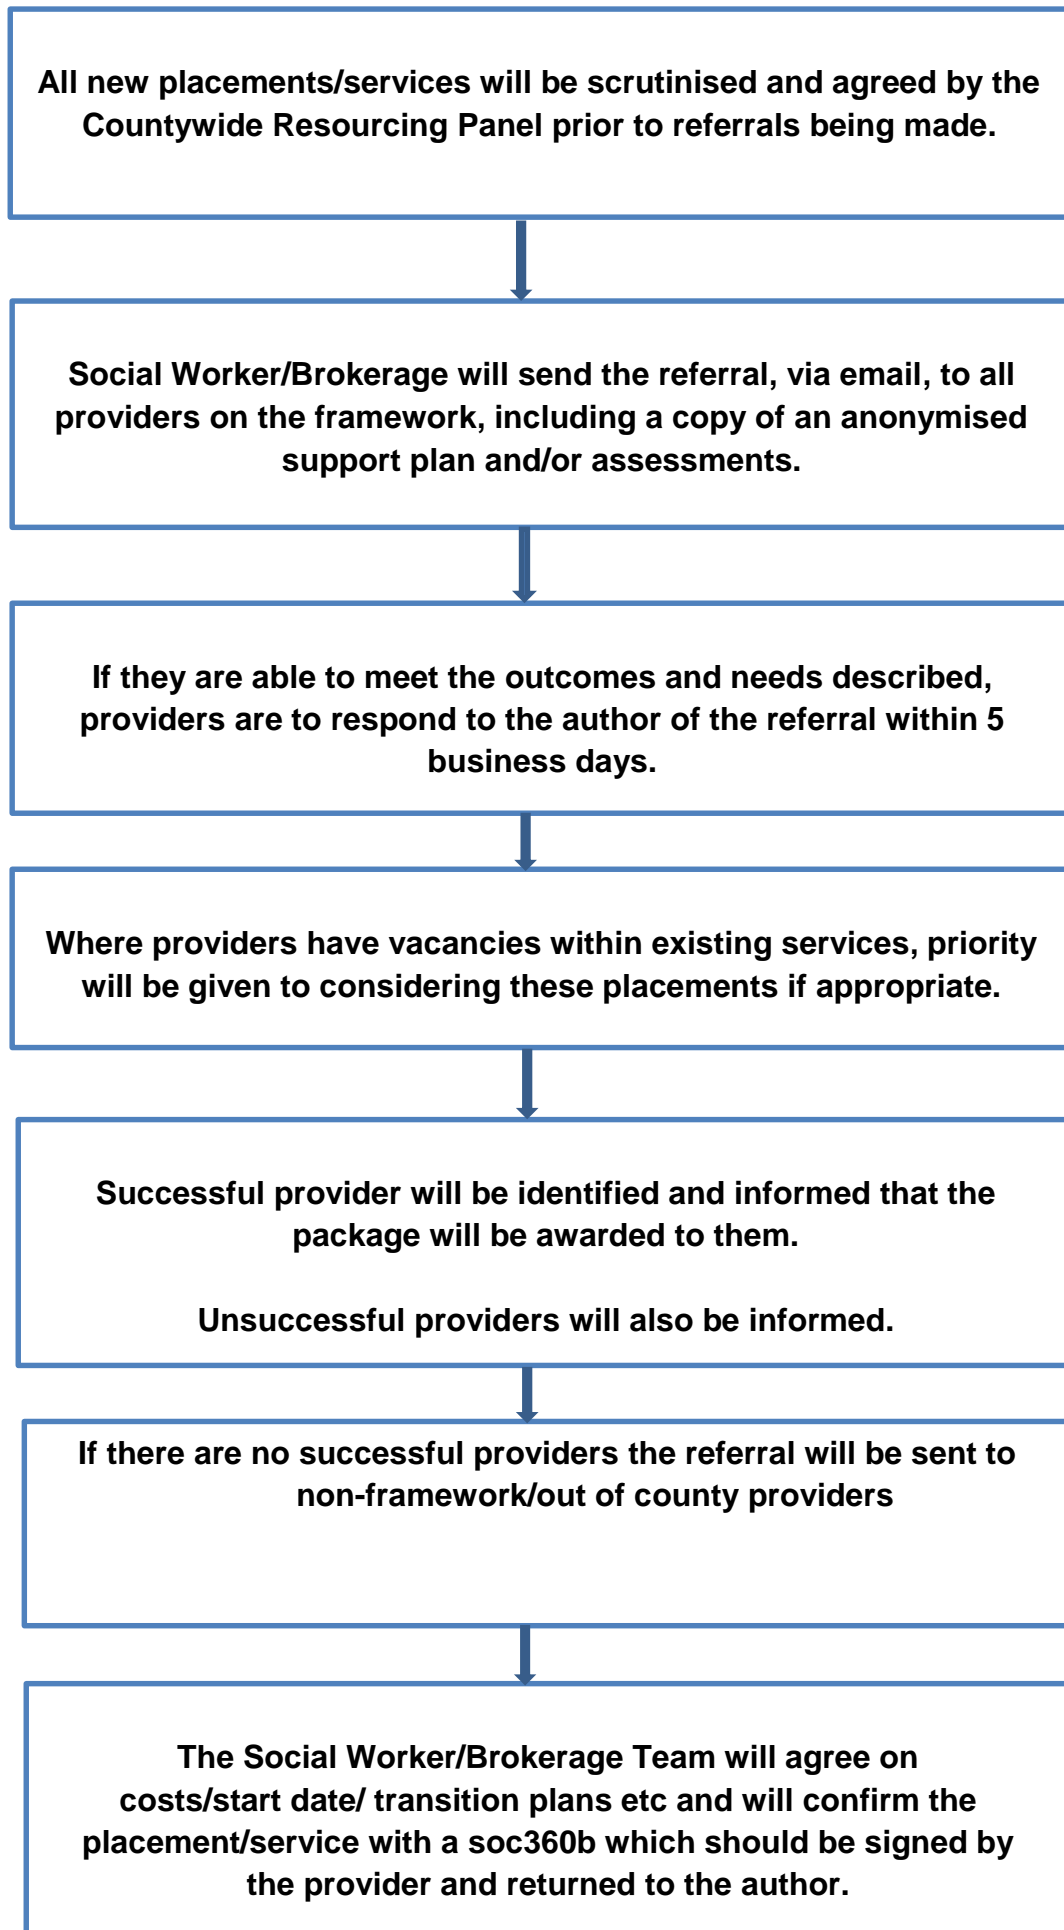 All new placements/services will be scrutinised and agreed by the
Countywide Resourcing Panel prior to referrals being made.
Social Worker/Brokerage will send the referral, via email, to all
providers on the framework, including a copy of an anonymised
support plan and/or assessments.
If they are able to meet the outcomes and needs described,
providers are to respond to the author of the referral within 5
business days.
Where providers have vacancies within existing services, priority
will be given to considering these placements if appropriate.
Successful provider will be identified and informed that the
package will be awarded to them.
Unsuccessful providers will also be informed.
If there are no successful providers the referral will be sent to
non-framework/out of county providers
The Social Worker/Brokerage Team will agree on
costs/start date/ transition plans etc and will confirm the
placement/service with a soc360b which should be signed by
the provider and returned to the author.